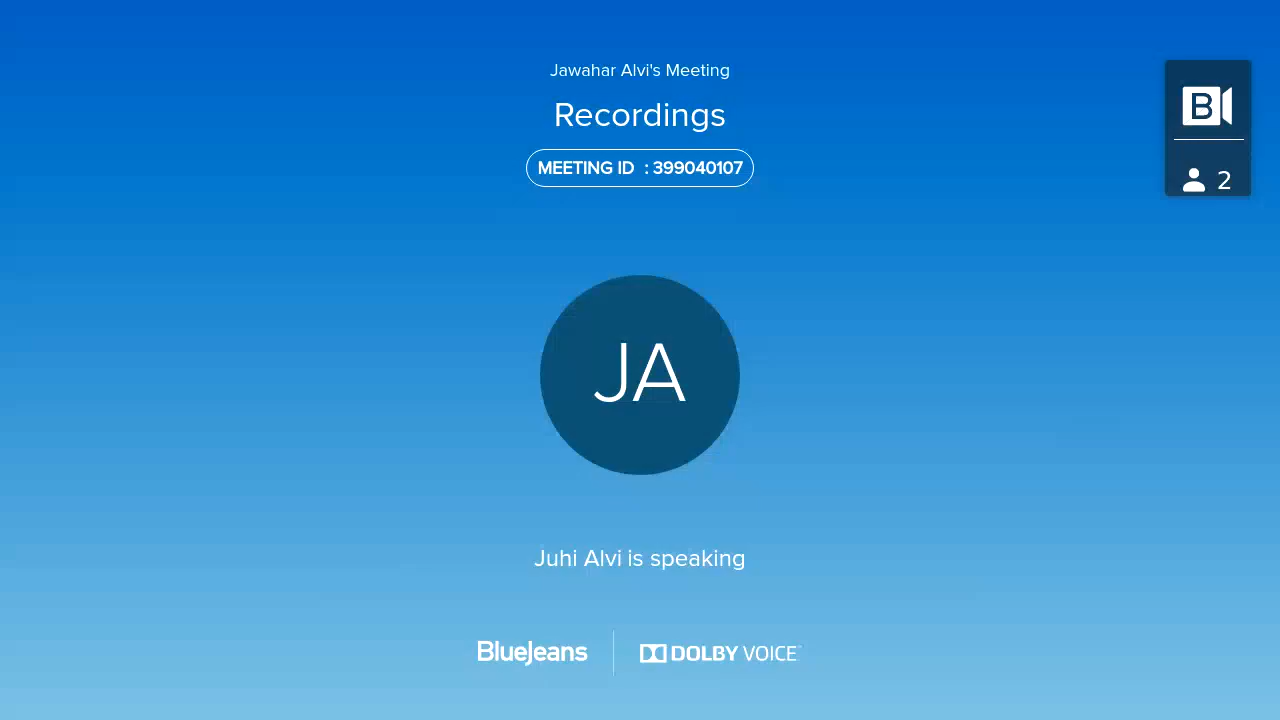 Jawahar Alvi's Meeting
Recordings
MEETING ID : 399040107
B
2
JA
Juhi Alvi is speaking
BlueJeans
DOLBY VOICE